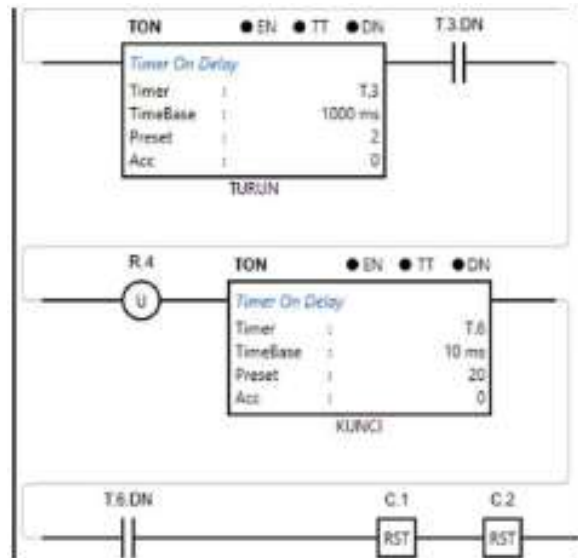 TON EN TT DN T.3.DN
Timer On Delay
Timer : T.3
TimeBase : 1000 ms
Preset : 2
Acc : 0
TURUN
R.4 TON EN TT DN
U
Timer On Delay
Timer : T.6
TimeBase : 10 ms
Preset : 20
Acc : 0
KUNCI
T.6.DN C.1 C.2
RST RST